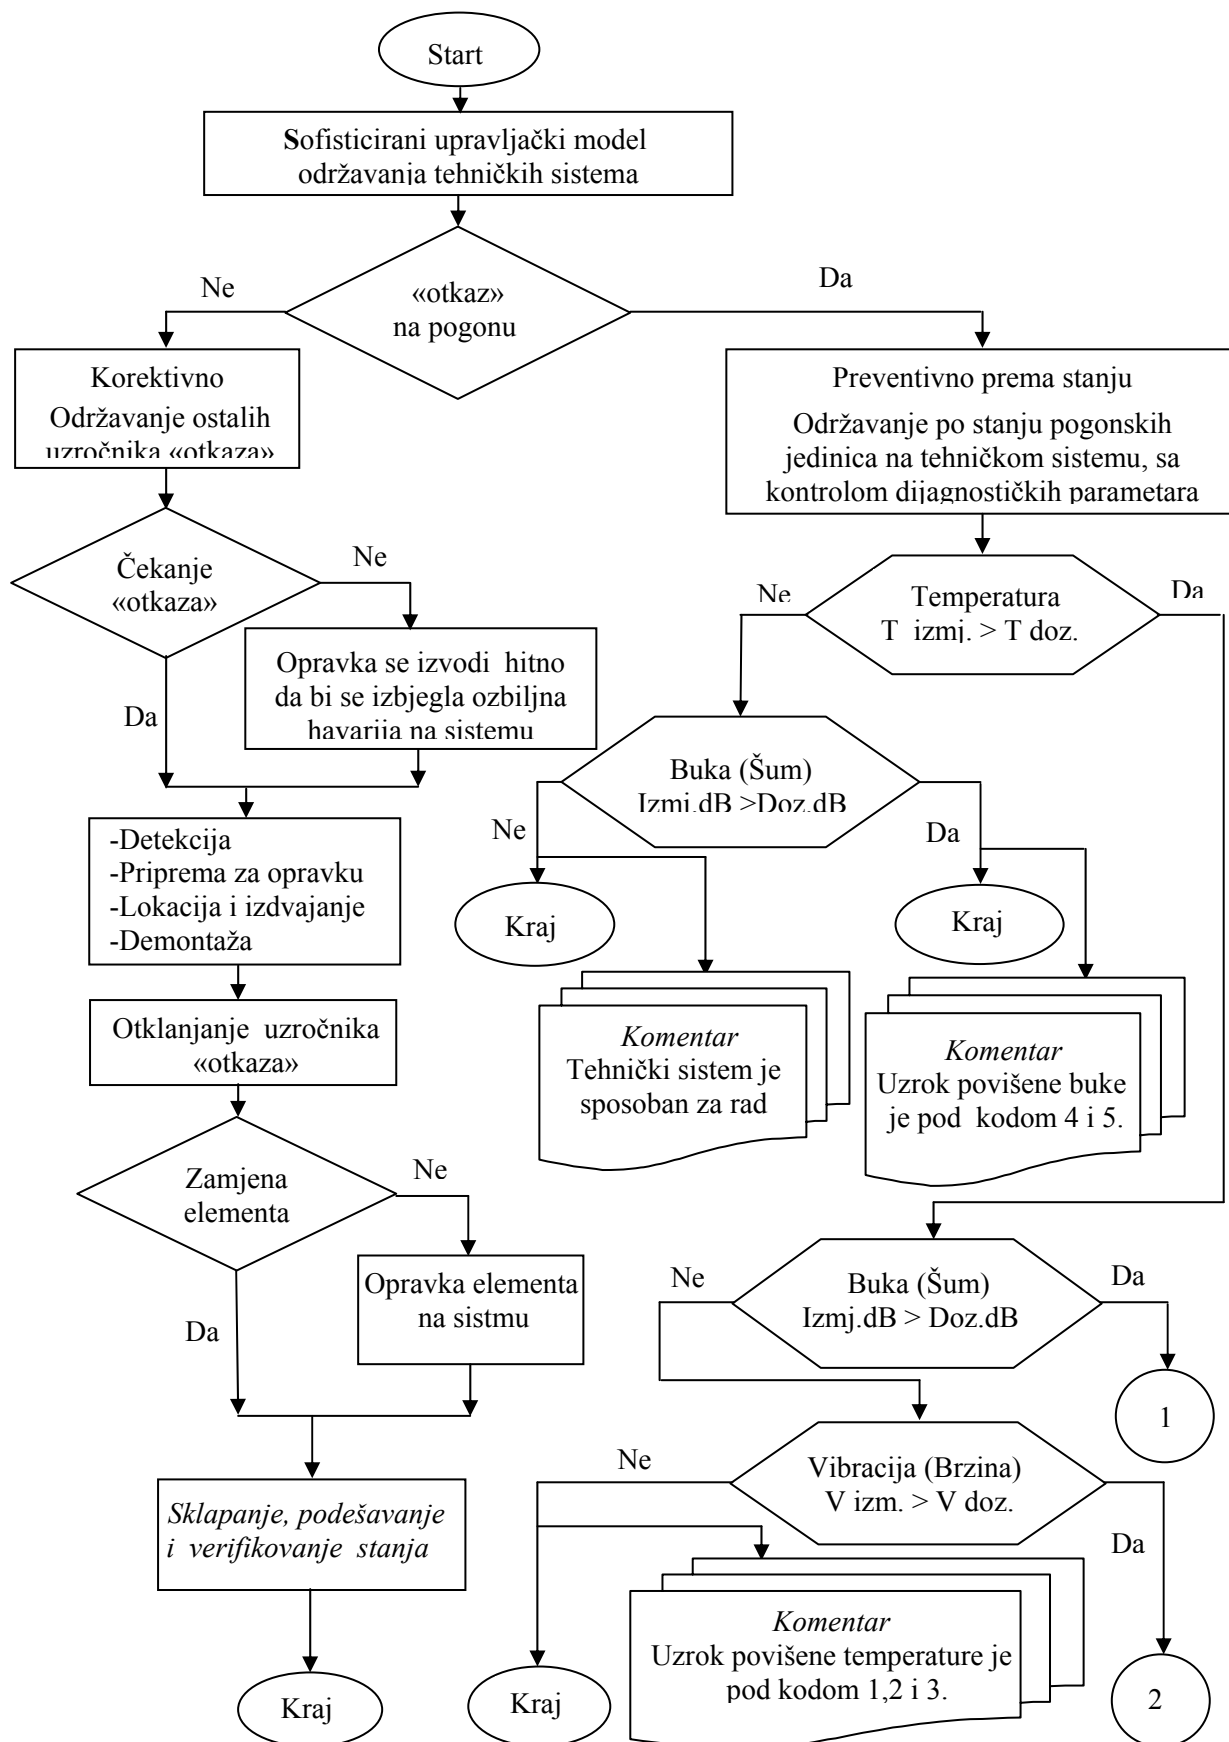 Start
Sofisticirani upravljački model
održavanja tehničkih sistema
«otkaz»
na pogonu
Ne
Da
Korektivno
Održavanje ostalih
uzročnika «otkaza»
Preventivno prema stanju
Održavanje po stanju pogonskih
jedinica na tehničkom sistemu, sa
kontrolom dijagnostičkih parametara
Čekanje
«otkaza»
Ne
Da
Opravka se izvodi hitno
da bi se izbjegla ozbiljna
havarija na sistemu
Temperatura
T izmj. > T doz.
Ne
Da
Buka (Šum)
Izmj.dB >Doz.dB
Ne
Da
-Detekcija
-Priprema za opravku
-Lokacija i izdvajanje
-Demontaža
Kraj
Kraj
Otklanjanje uzročnika
«otkaza»
Komentar
Tehnički sistem je
sposoban za rad
Komentar
Uzrok povišene buke
je pod kodom 4 i 5.
Zamjena
elementa
Ne
Da
Opravka elementa
na sistmu
Buka (Šum)
Izmj.dB > Doz.dB
Ne
Da
1
Vibracija (Brzina)
V izm. > V doz.
Ne
Da
Sklapanje, podešavanje
i verifikovanje stanja
Komentar
Uzrok povišene temperature je
pod kodom 1,2 i 3.
Kraj
Kraj
2